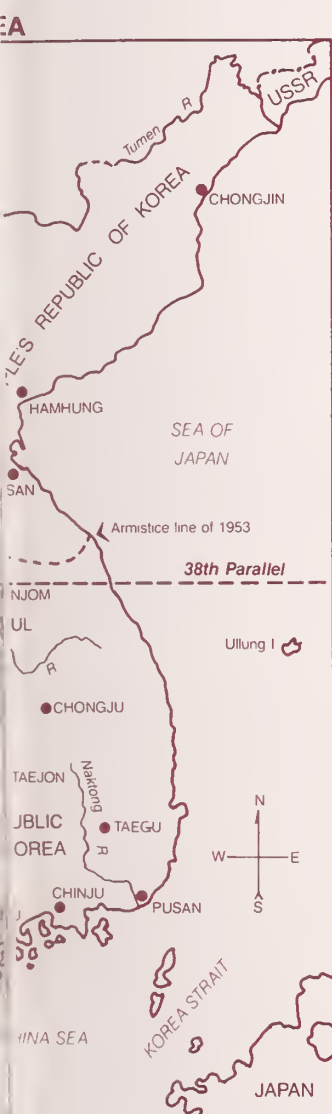 EA
USSR
Tumen R
CHONGJIN
'LE'S REPUBLIC OF KOREA
HAMHUNG
SEA OF
JAPAN
SAN
Armistice line of 1953
38th Parallel
NJOM
UL
Ullung I
R
CHONGJU
TAEJON
Naktong R
JBLIC
TAEGU
OREA
N
W E
S
CHINJU
PUSAN
KOREA STRAIT
INA SEA
JAPAN